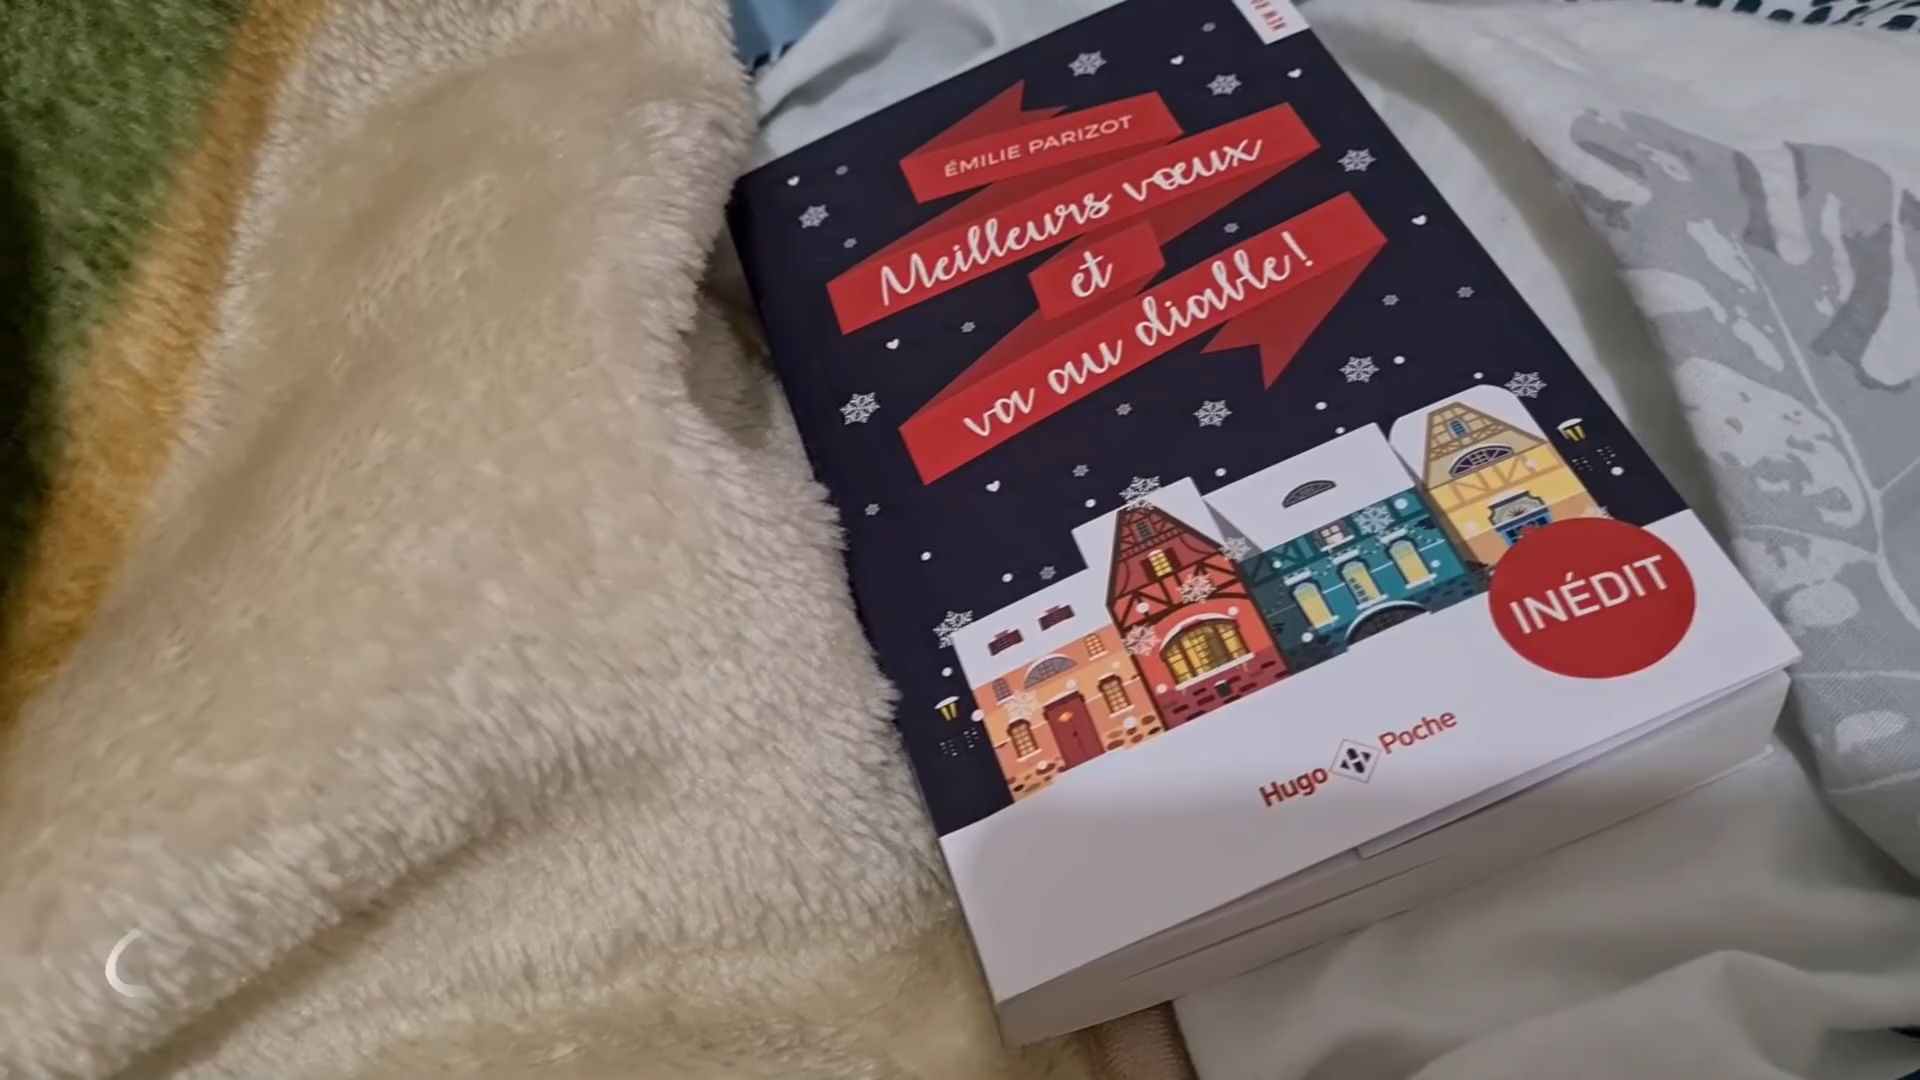 ÉMILIE PARIZOT
Meilleurs vœux
et
va au diable!
INÉDIT
Hugo Poche